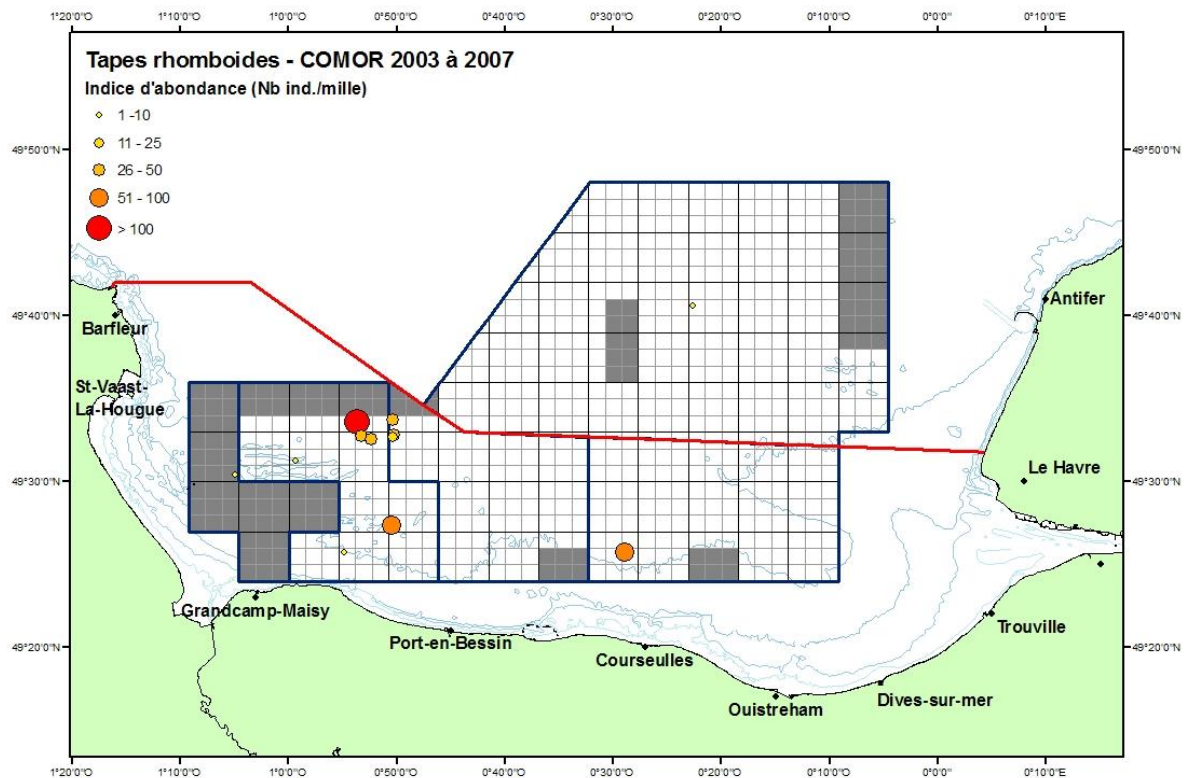 1°20'0"O 1°10'0"O 1°0'0"O 0°50'0"O 0°40'0"O 0°30'0"O 0°20'0"O 0°10'0"O 0°0'0" 0°10'0"E
Tapes rhomboides - COMOR 2003 à 2007
Indice d'abondance (Nb ind./mille)
1 -10
11 - 25
26 - 50
51 - 100
> 100
49°50'0"N 49°50'0"N
Antifer
49°40'0"N 49°40'0"N
Barfleur
St-Vaast-
La-Hougue
Le Havre
49°30'0"N 49°30'0"N
Grandcamp-Maisy
Trouville
Port-en-Bessin
49°20'0"N 49°20'0"N
Courseulles
Dives-sur-mer
Ouistreham
1°20'0"O 1°10'0"O 1°0'0"O 0°50'0"O 0°40'0"O 0°30'0"O 0°20'0"O 0°10'0"O 0°0'0" 0°10'0"E